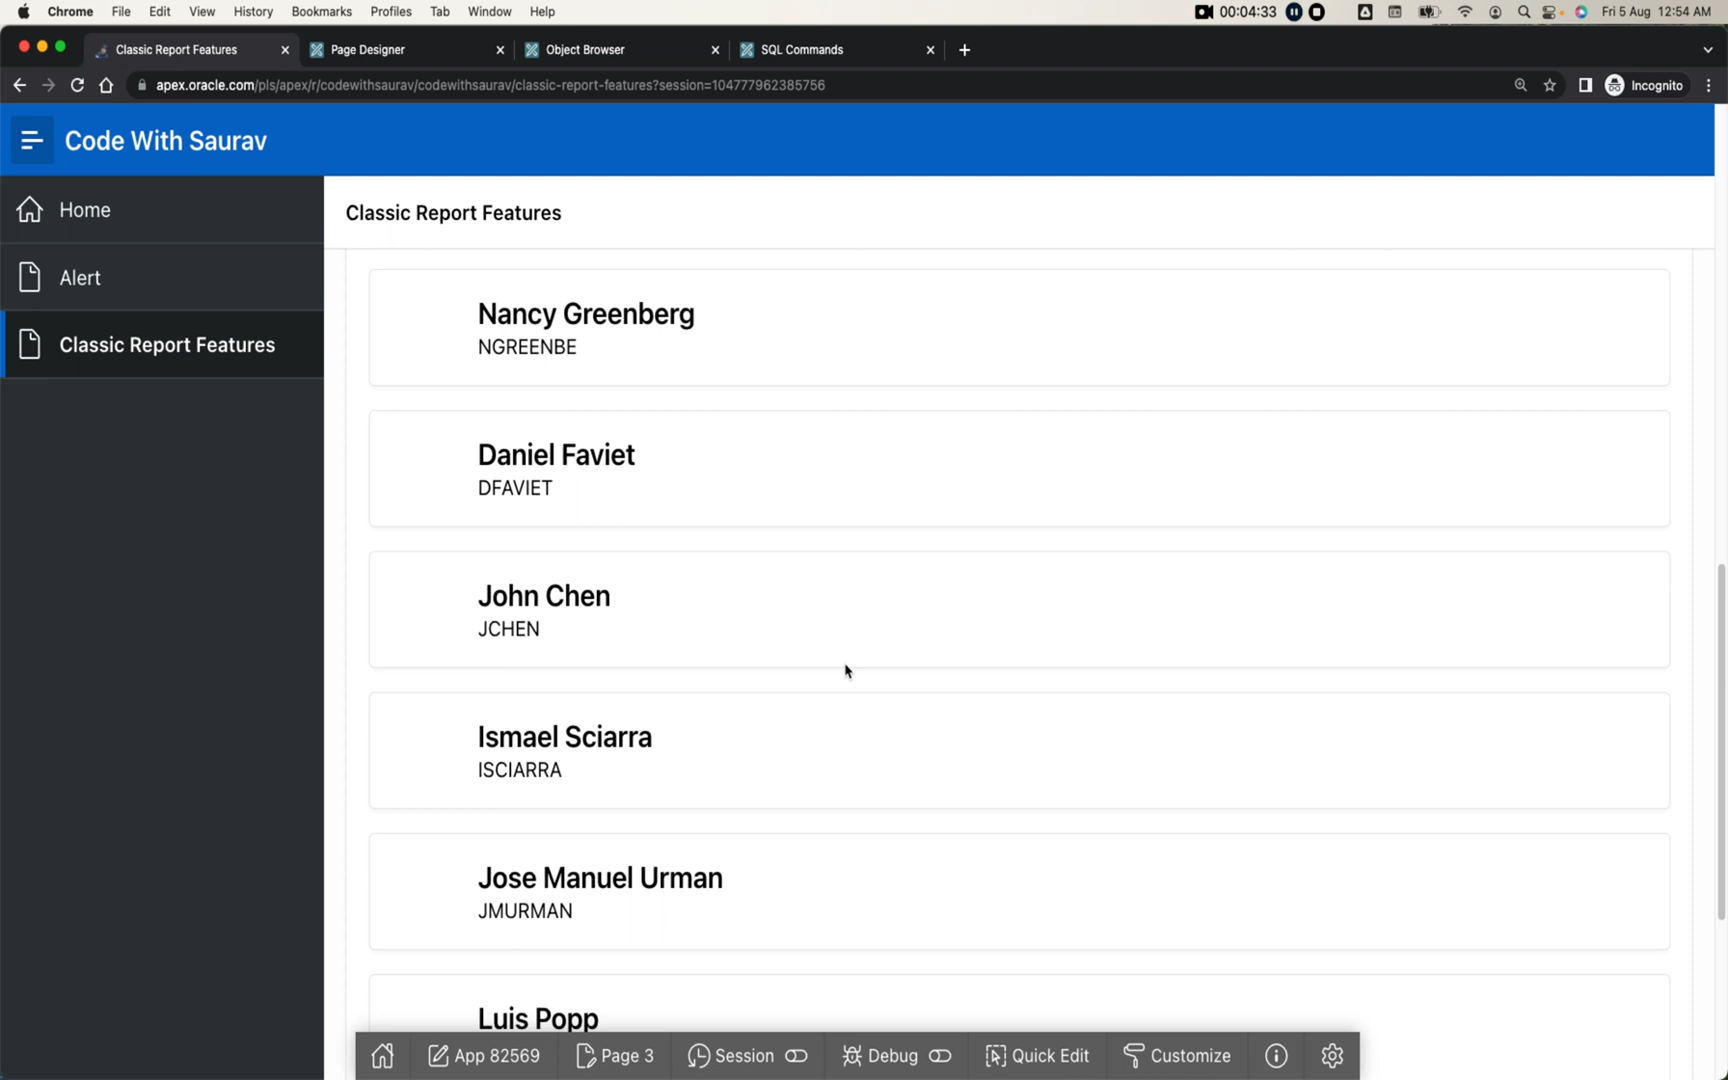 Chrome File Edit View History Bookmarks Profiles Tab Window Help 00:04:33 Fri 5 Aug 12:54 AM
Classic Report Features Page Designer Object Browser SQL Commands
apex.oracle.com/pls/apex/r/codewithsaurav/codewithsaurav/classic-report-features?session=104777962385756 Incognito
Code With Saurav
Home
Alert
Classic Report Features
Classic Report Features
Nancy Greenberg
NGREENBE
Daniel Faviet
DFAVIET
John Chen
JCHEN
Ismael Sciarra
ISCIARRA
Jose Manuel Urman
JMURMAN
Luis Popp
App 82569 Page 3 Session Debug Quick Edit Customize